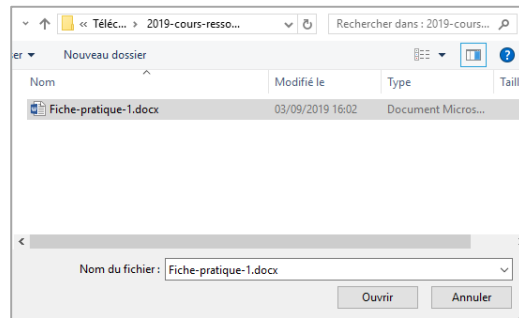 « Téléc... > 2019-cours-resso...
Rechercher dans : 2019-cours...
er Nouveau dossier
Nom Modifié le Type Taill
Fiche-pratique-1.docx 03/09/2019 16:02 Document Micros...
Nom du fichier : Fiche-pratique-1.docx
Ouvrir Annuler